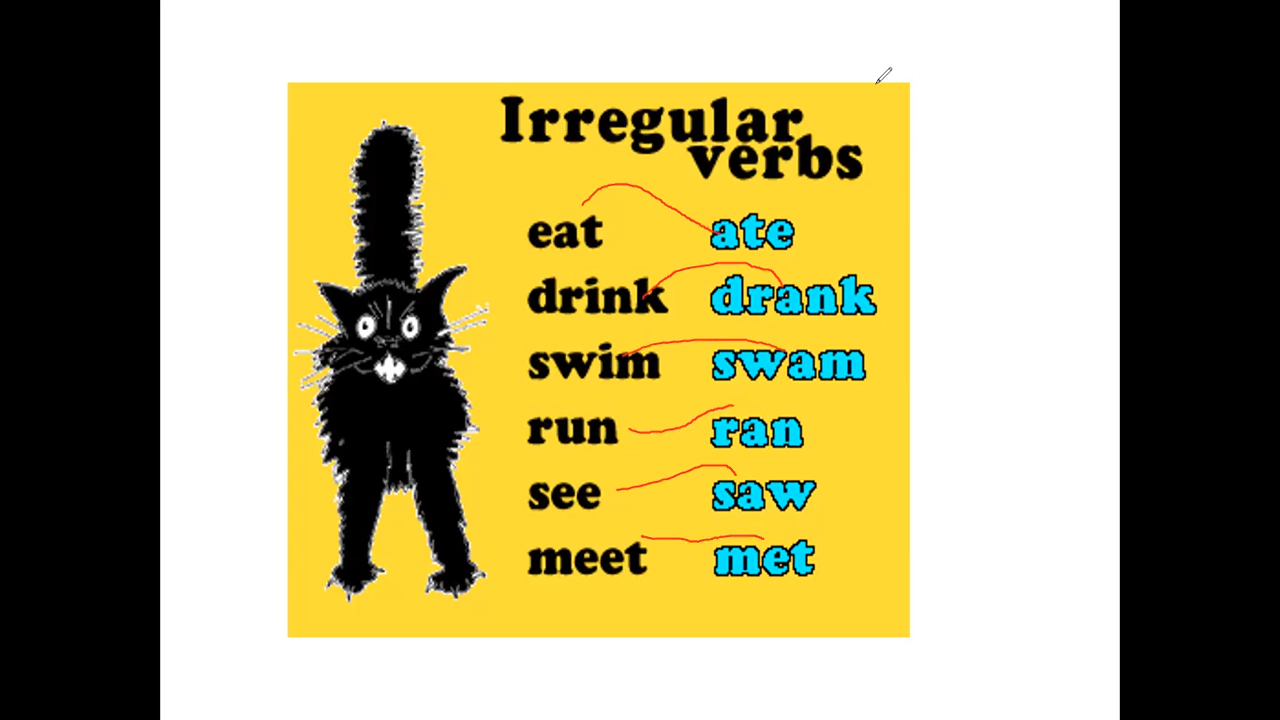 Irregular
verbs
eat ate
drink drank
swim swam
run ran
see saw
meet met